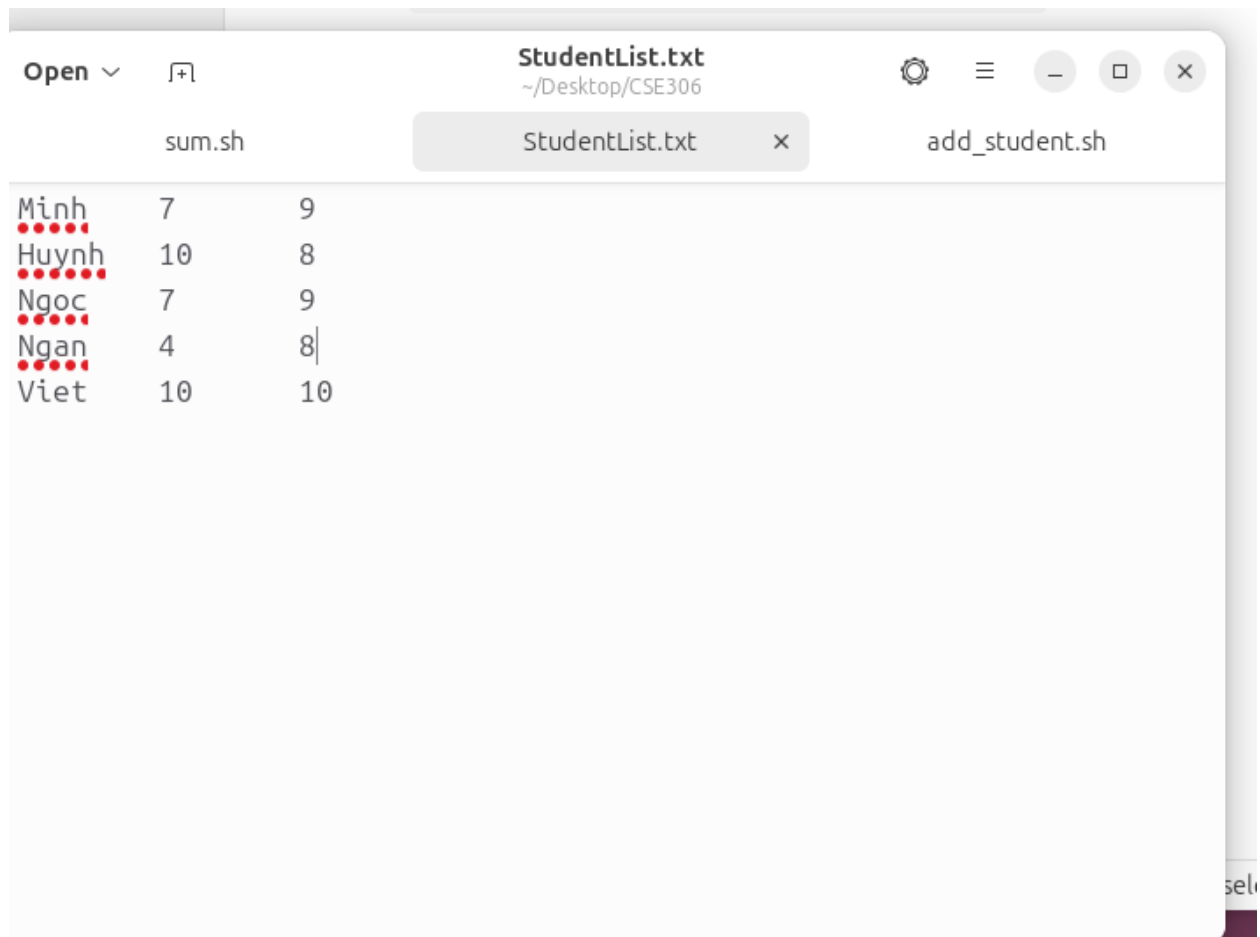 Open StudentList.txt
~/Desktop/CSE306
sum.sh StudentList.txt add_student.sh
Minh 7 9
Huynh 10 8
Ngoc 7 9
Ngan 4 8
Viet 10 10